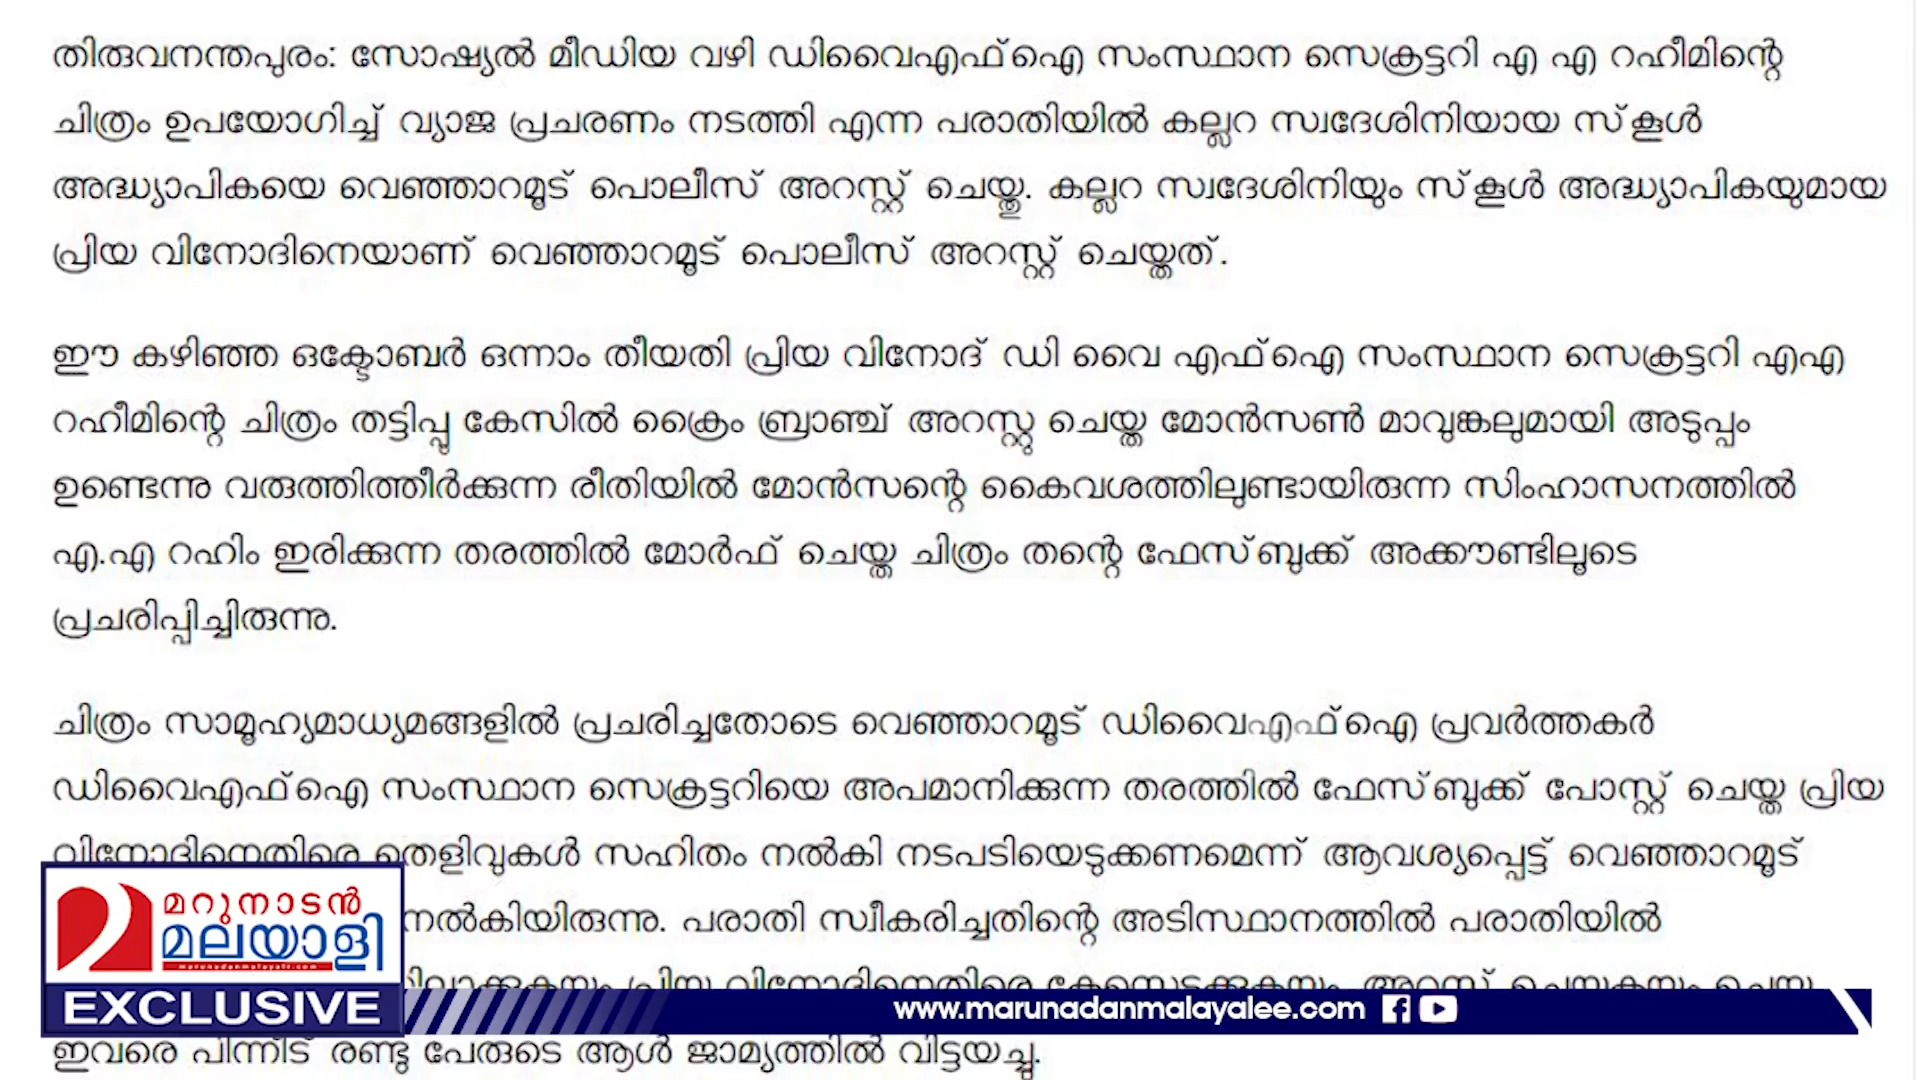 തിരുവനന്തപുരം: സോഷ്യൽ മീഡിയ വഴി ഡിവൈഎഫ്ഐ സംസ്ഥാന സെക്രട്ടറി എ എ റഹീമിന്റെ
ചിത്രം ഉപയോഗിച്ച് വ്യാജ പ്രചരണം നടത്തി എന്ന പരാതിയിൽ കല്ലറ സ്വദേശിനിയായ സ്കൂൾ
അദ്ധ്യാപികയെ വെഞ്ഞാറമൂട് പൊലീസ് അറസ്റ്റ് ചെയ്തു. കല്ലറ സ്വദേശിനിയും സ്കൂൾ അദ്ധ്യാപികയുമായ
പ്രിയ വിനോദിനെയാണ് വെഞ്ഞാറമൂട് പൊലീസ് അറസ്റ്റ് ചെയ്തത്.
ഈ കഴിഞ്ഞ ഒക്ടോബർ ഒന്നാം തീയതി പ്രിയ വിനോദ് ഡി വൈ എഫ്ഐ സംസ്ഥാന സെക്രട്ടറി എഎ
റഹീമിന്റെ ചിത്രം തട്ടിപ്പു കേസിൽ ക്രൈം ബ്രാഞ്ച് അറസ്റ്റു ചെയ്ത മോൻസൺ മാവുങ്കലുമായി അടുപ്പം
ഉണ്ടെന്നു വരുത്തിത്തീർക്കുന്ന രീതിയിൽ മോൻസന്റെ കൈവശത്തിലുണ്ടായിരുന്ന സിംഹാസനത്തിൽ
എ.എ റഹിം ഇരിക്കുന്ന തരത്തിൽ മോർഫ് ചെയ്ത ചിത്രം തന്റെ ഫേസ്ബുക്ക് അക്കൗണ്ടിലൂടെ
പ്രചരിപ്പിച്ചിരുന്നു.
ചിത്രം സാമൂഹ്യമാധ്യമങ്ങളിൽ പ്രചരിച്ചതോടെ വെഞ്ഞാറമൂട് ഡിവൈഎഫ്ഐ പ്രവർത്തകർ
ഡിവൈഎഫ്ഐ സംസ്ഥാന സെക്രട്ടറിയെ അപമാനിക്കുന്ന തരത്തിൽ ഫേസ്ബുക്ക് പോസ്റ്റ് ചെയ്ത പ്രിയ
വിനോദിനെതിരെ തെളിവുകൾ സഹിതം നൽകി നടപടിയെടുക്കണമെന്ന് ആവശ്യപ്പെട്ട് വെഞ്ഞാറമൂട്
നൽകിയിരുന്നു. പരാതി സ്വീകരിച്ചതിന്റെ അടിസ്ഥാനത്തിൽ പരാതിയിൽ
പ്രിയ വിനോദിനെതിരെ കേസെടുക്കുകയും അറസ്റ്റ് ചെയ്യുകയും ചെയ്ത
ഇവരെ പിന്നീട് രണ്ടു പേരുടെ ആൾ ജാമ്യത്തിൽ വിട്ടയച്ചു.
മറുനാടൻ
മലയാളി
marunadanmalayali.com
EXCLUSIVE
www.marunadanmalayalee.com